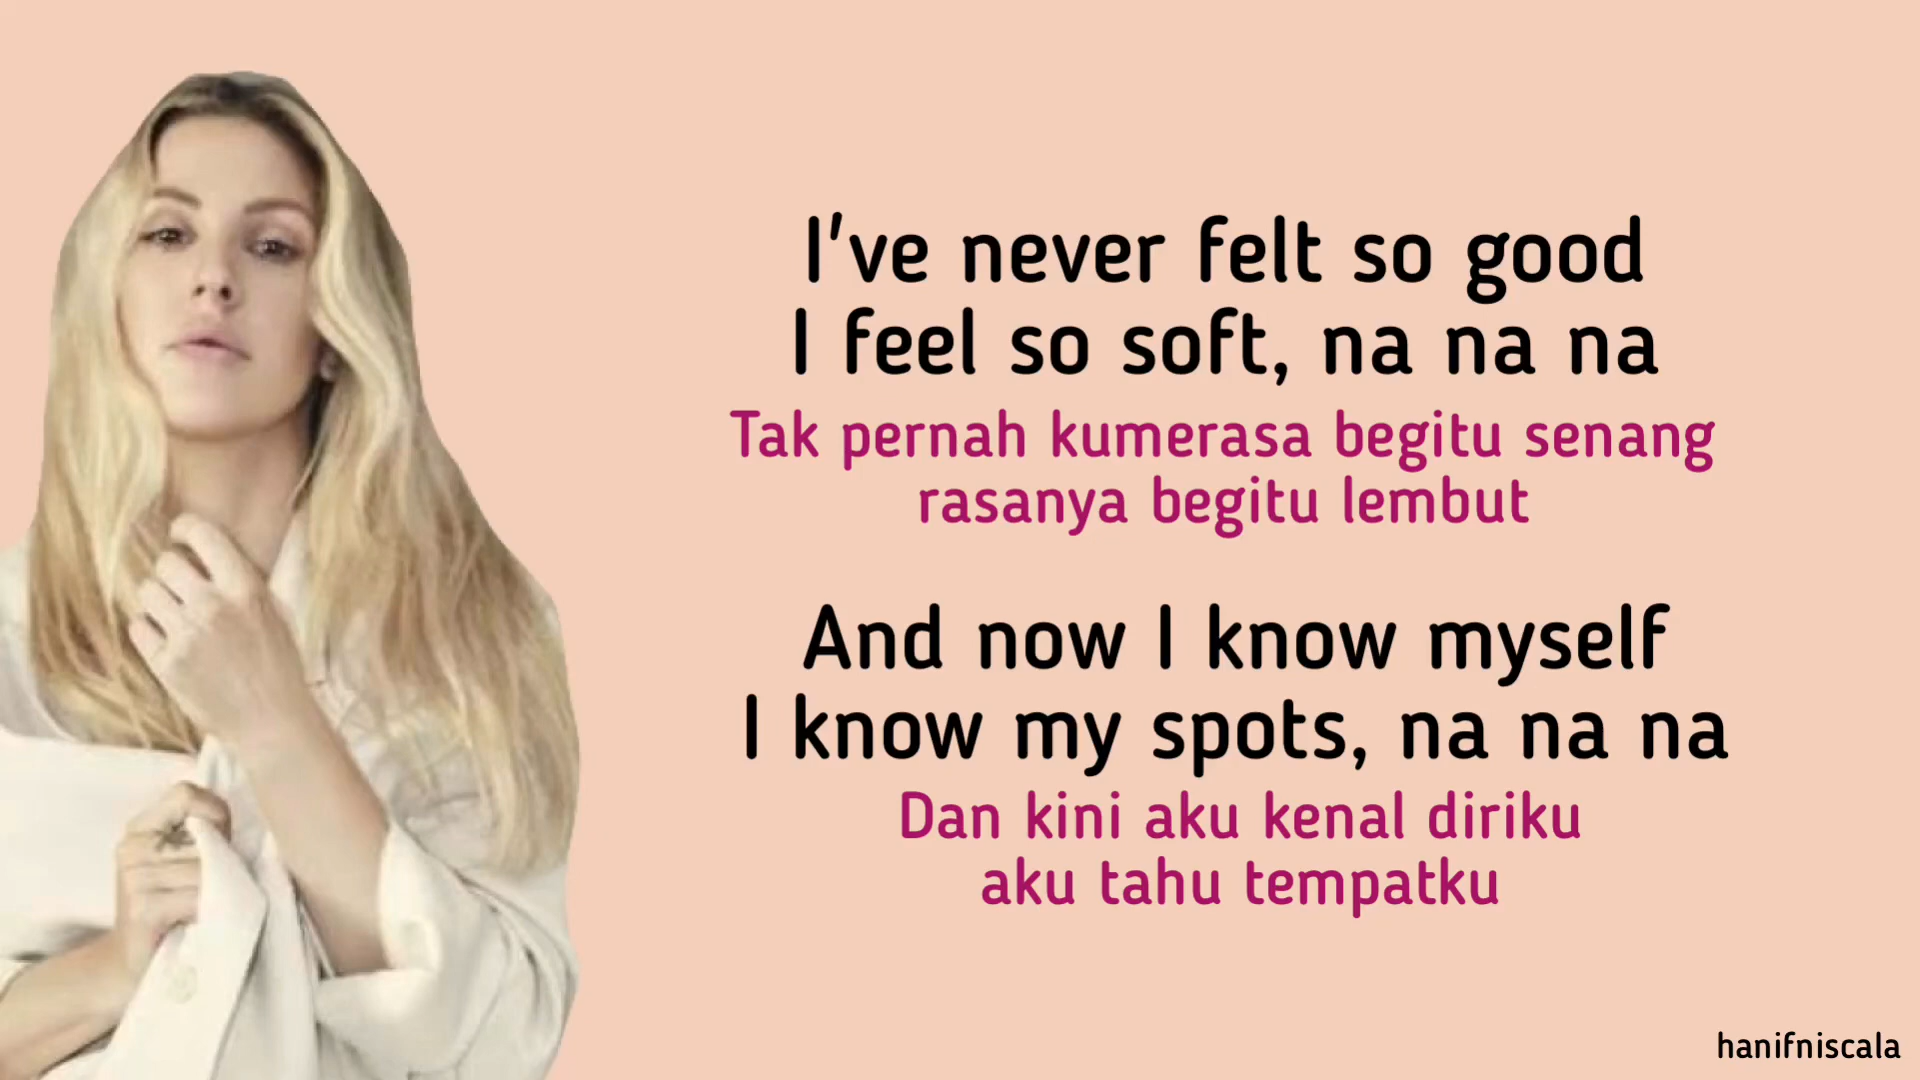 I've never felt so good
I feel so soft, na na na
Tak pernah kumerasa begitu senang
rasanya begitu lembut
And now I know myself
I know my spots, na na na
Dan kini aku kenal diriku
aku tahu tempatku
hanifniscala